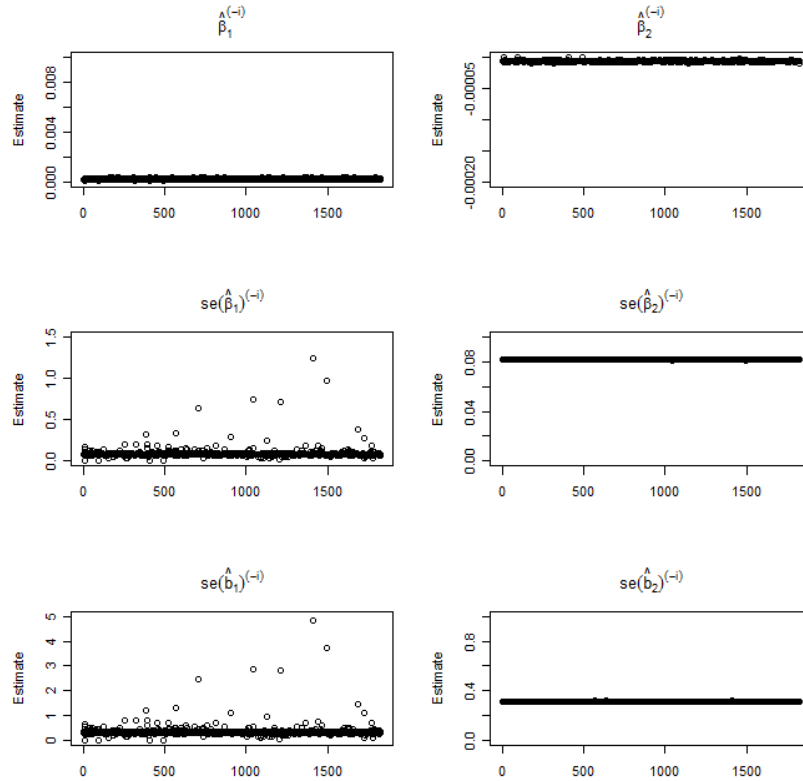 β̂₁⁽⁻ⁱ⁾
Estimate
0.000 0.004 0.008
0 500 1000 1500
β̂₂⁽⁻ⁱ⁾
Estimate
-0.00020 -0.00005
0 500 1000 1500
se(β̂₁)⁽⁻ⁱ⁾
Estimate
0.0 0.5 1.0 1.5
0 500 1000 1500
se(β̂₂)⁽⁻ⁱ⁾
Estimate
0.00 0.04 0.08
0 500 1000 1500
se(b̂₁)⁽⁻ⁱ⁾
Estimate
0 1 2 3 4 5
0 500 1000 1500
se(b̂₂)⁽⁻ⁱ⁾
Estimate
0.0 0.4 0.8
0 500 1000 1500